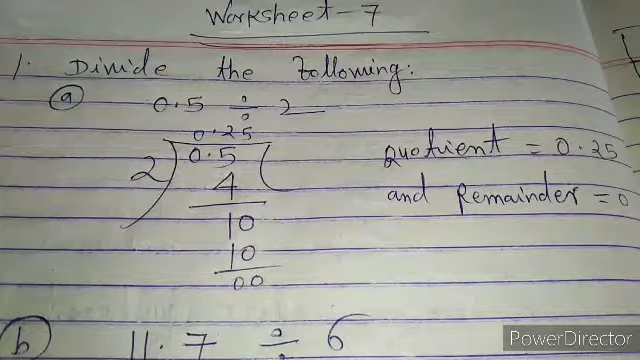 Worksheet-7
1. Divide the following:
(a) 0.5 ÷ 2
0.25
2 0.5
4
10
10
00
Quotient = 0.25
and Remainder = 0
(b) 11.7 ÷ 6
PowerDirector